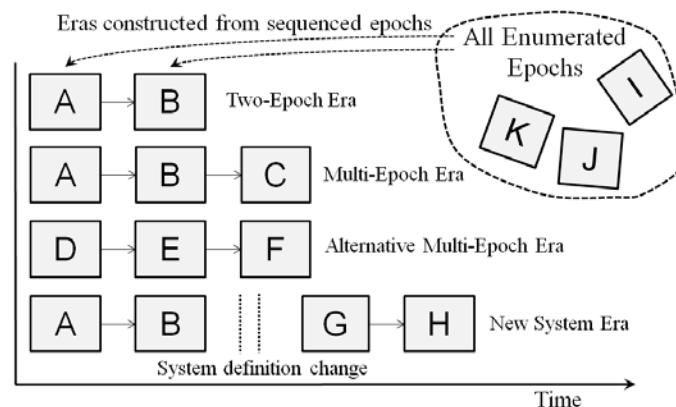 Eras constructed from sequenced epochs
All Enumerated
Epochs
I
K
J
A
B
Two-Epoch Era
A
B
C
Multi-Epoch Era
D
E
F
Alternative Multi-Epoch Era
A
B
G
H
New System Era
System definition change
Time